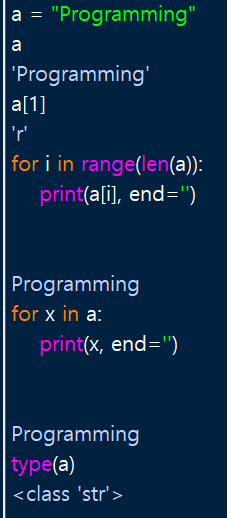 a = "Programming"
a
'Programming'
a[1]
'r'
for i in range(len(a)):
    print(a[i], end='')
Programming
for x in a:
    print(x, end='')
Programming
type(a)
<class 'str'>